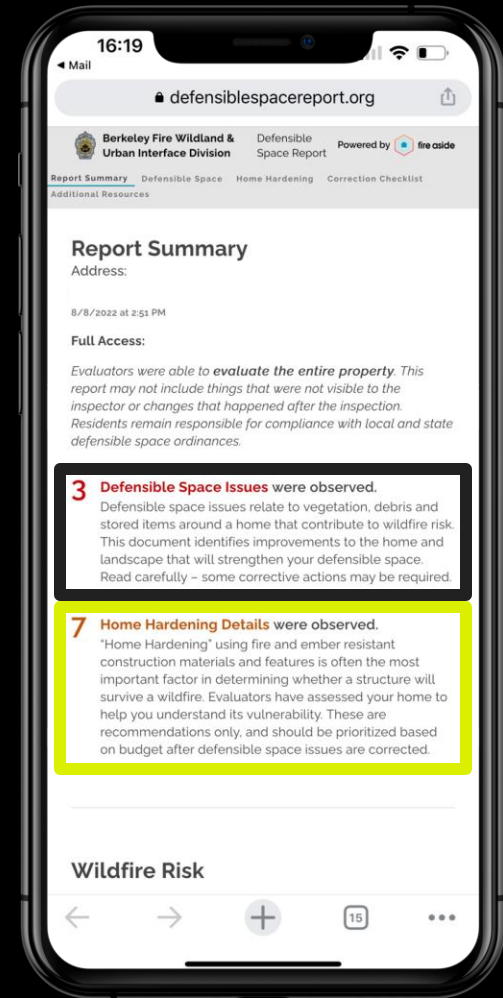 16:19
◀ Mail
defensiblespacereport.org
Berkeley Fire Wildland &
Urban Interface Division
Defensible
Space Report
Powered by
fire aside
Report Summary Defensible Space Home Hardening Correction Checklist
Additional Resources
Report Summary
Address:
8/8/2022 at 2:51 PM
Full Access:
Evaluators were able to evaluate the entire property. This
report may not include things that were not visible to the
inspector or changes that happened after the inspection.
Residents remain responsible for compliance with local and state
defensible space ordinances.
3 Defensible Space Issues were observed.
Defensible space issues relate to vegetation, debris and
stored items around a home that contribute to wildfire risk.
This document identifies improvements to the home and
landscape that will strengthen your defensible space.
Read carefully – some corrective actions may be required.
7 Home Hardening Details were observed.
“Home Hardening” using fire and ember resistant
construction materials and features is often the most
important factor in determining whether a structure will
survive a wildfire. Evaluators have assessed your home to
help you understand its vulnerability. These are
recommendations only, and should be prioritized based
on budget after defensible space issues are corrected.
Wildfire Risk
15